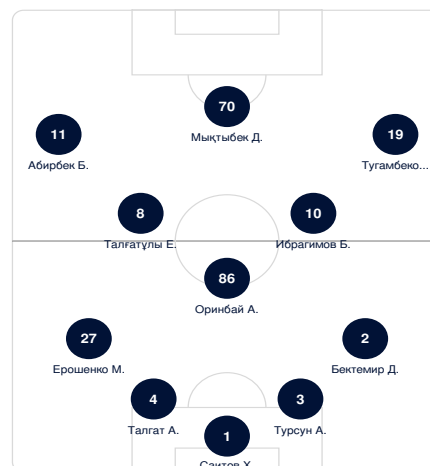 70
Мықтыбек Д.
11
Абирбек Б.
19
Тугамбеко...
8
Талғатұлы Е.
10
Ибрагимов Б.
86
Оринбай А.
27
Ерошенко М.
2
Бектемир Д.
4
Талгат А.
3
Турсун А.
1
Саитов Х.